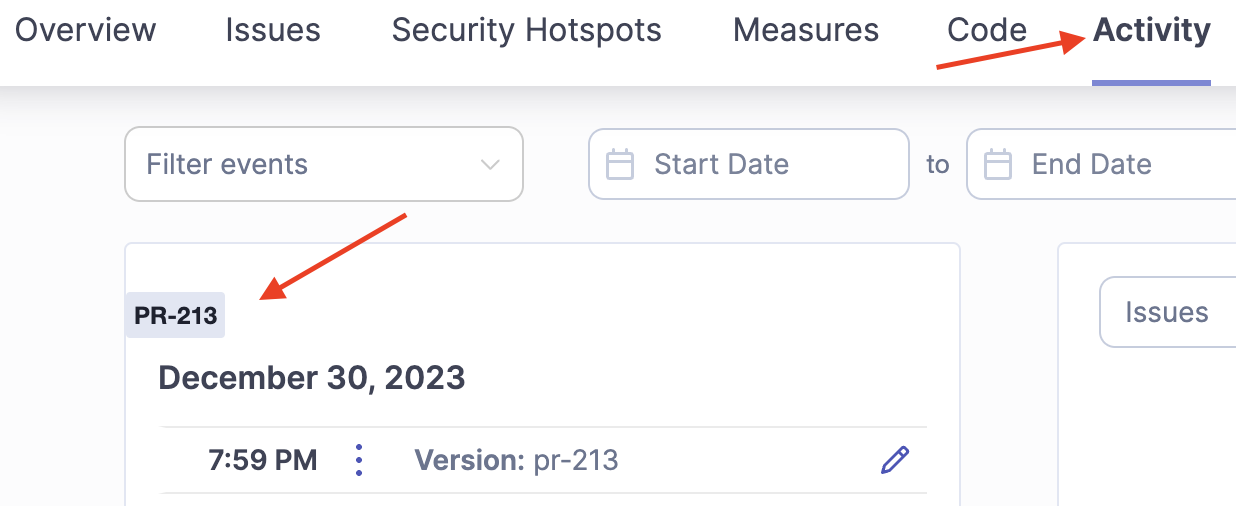 Overview Issues Security Hotspots Measures Code Activity
Filter events Start Date to End Date
PR-213
Issues
December 30, 2023
7:59 PM Version: pr-213